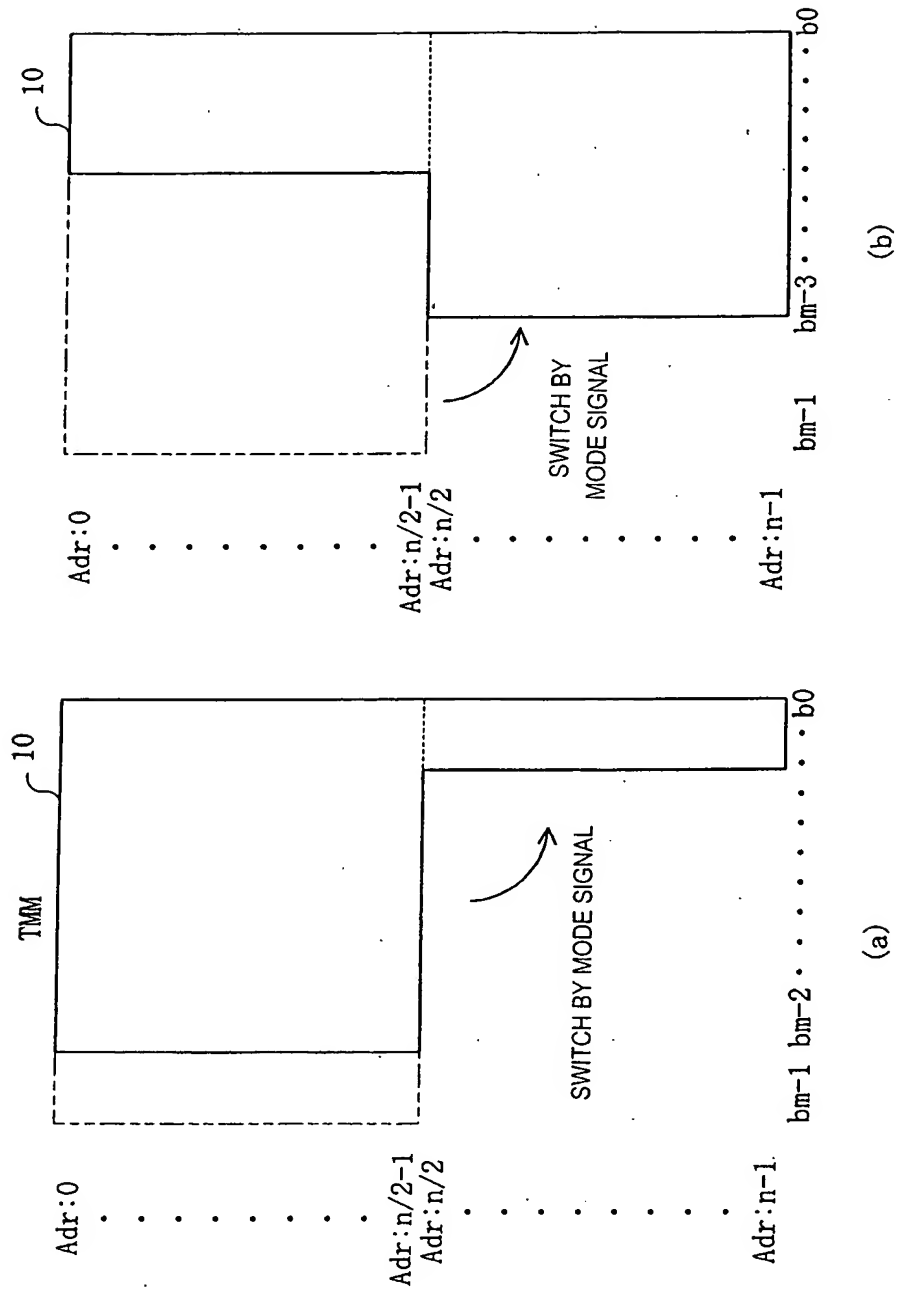 TMM
10
Adr:0
Adr:n/2-1
Adr:n/2
Adr:n-1
SWITCH BY MODE SIGNAL
bm-1 bm-2 • • • • • • • • b0
(a)
10
Adr:0
Adr:n/2-1
Adr:n/2
Adr:n-1
SWITCH BY
MODE SIGNAL
bm-1 bm-3 • • • • • • • b0
(b)